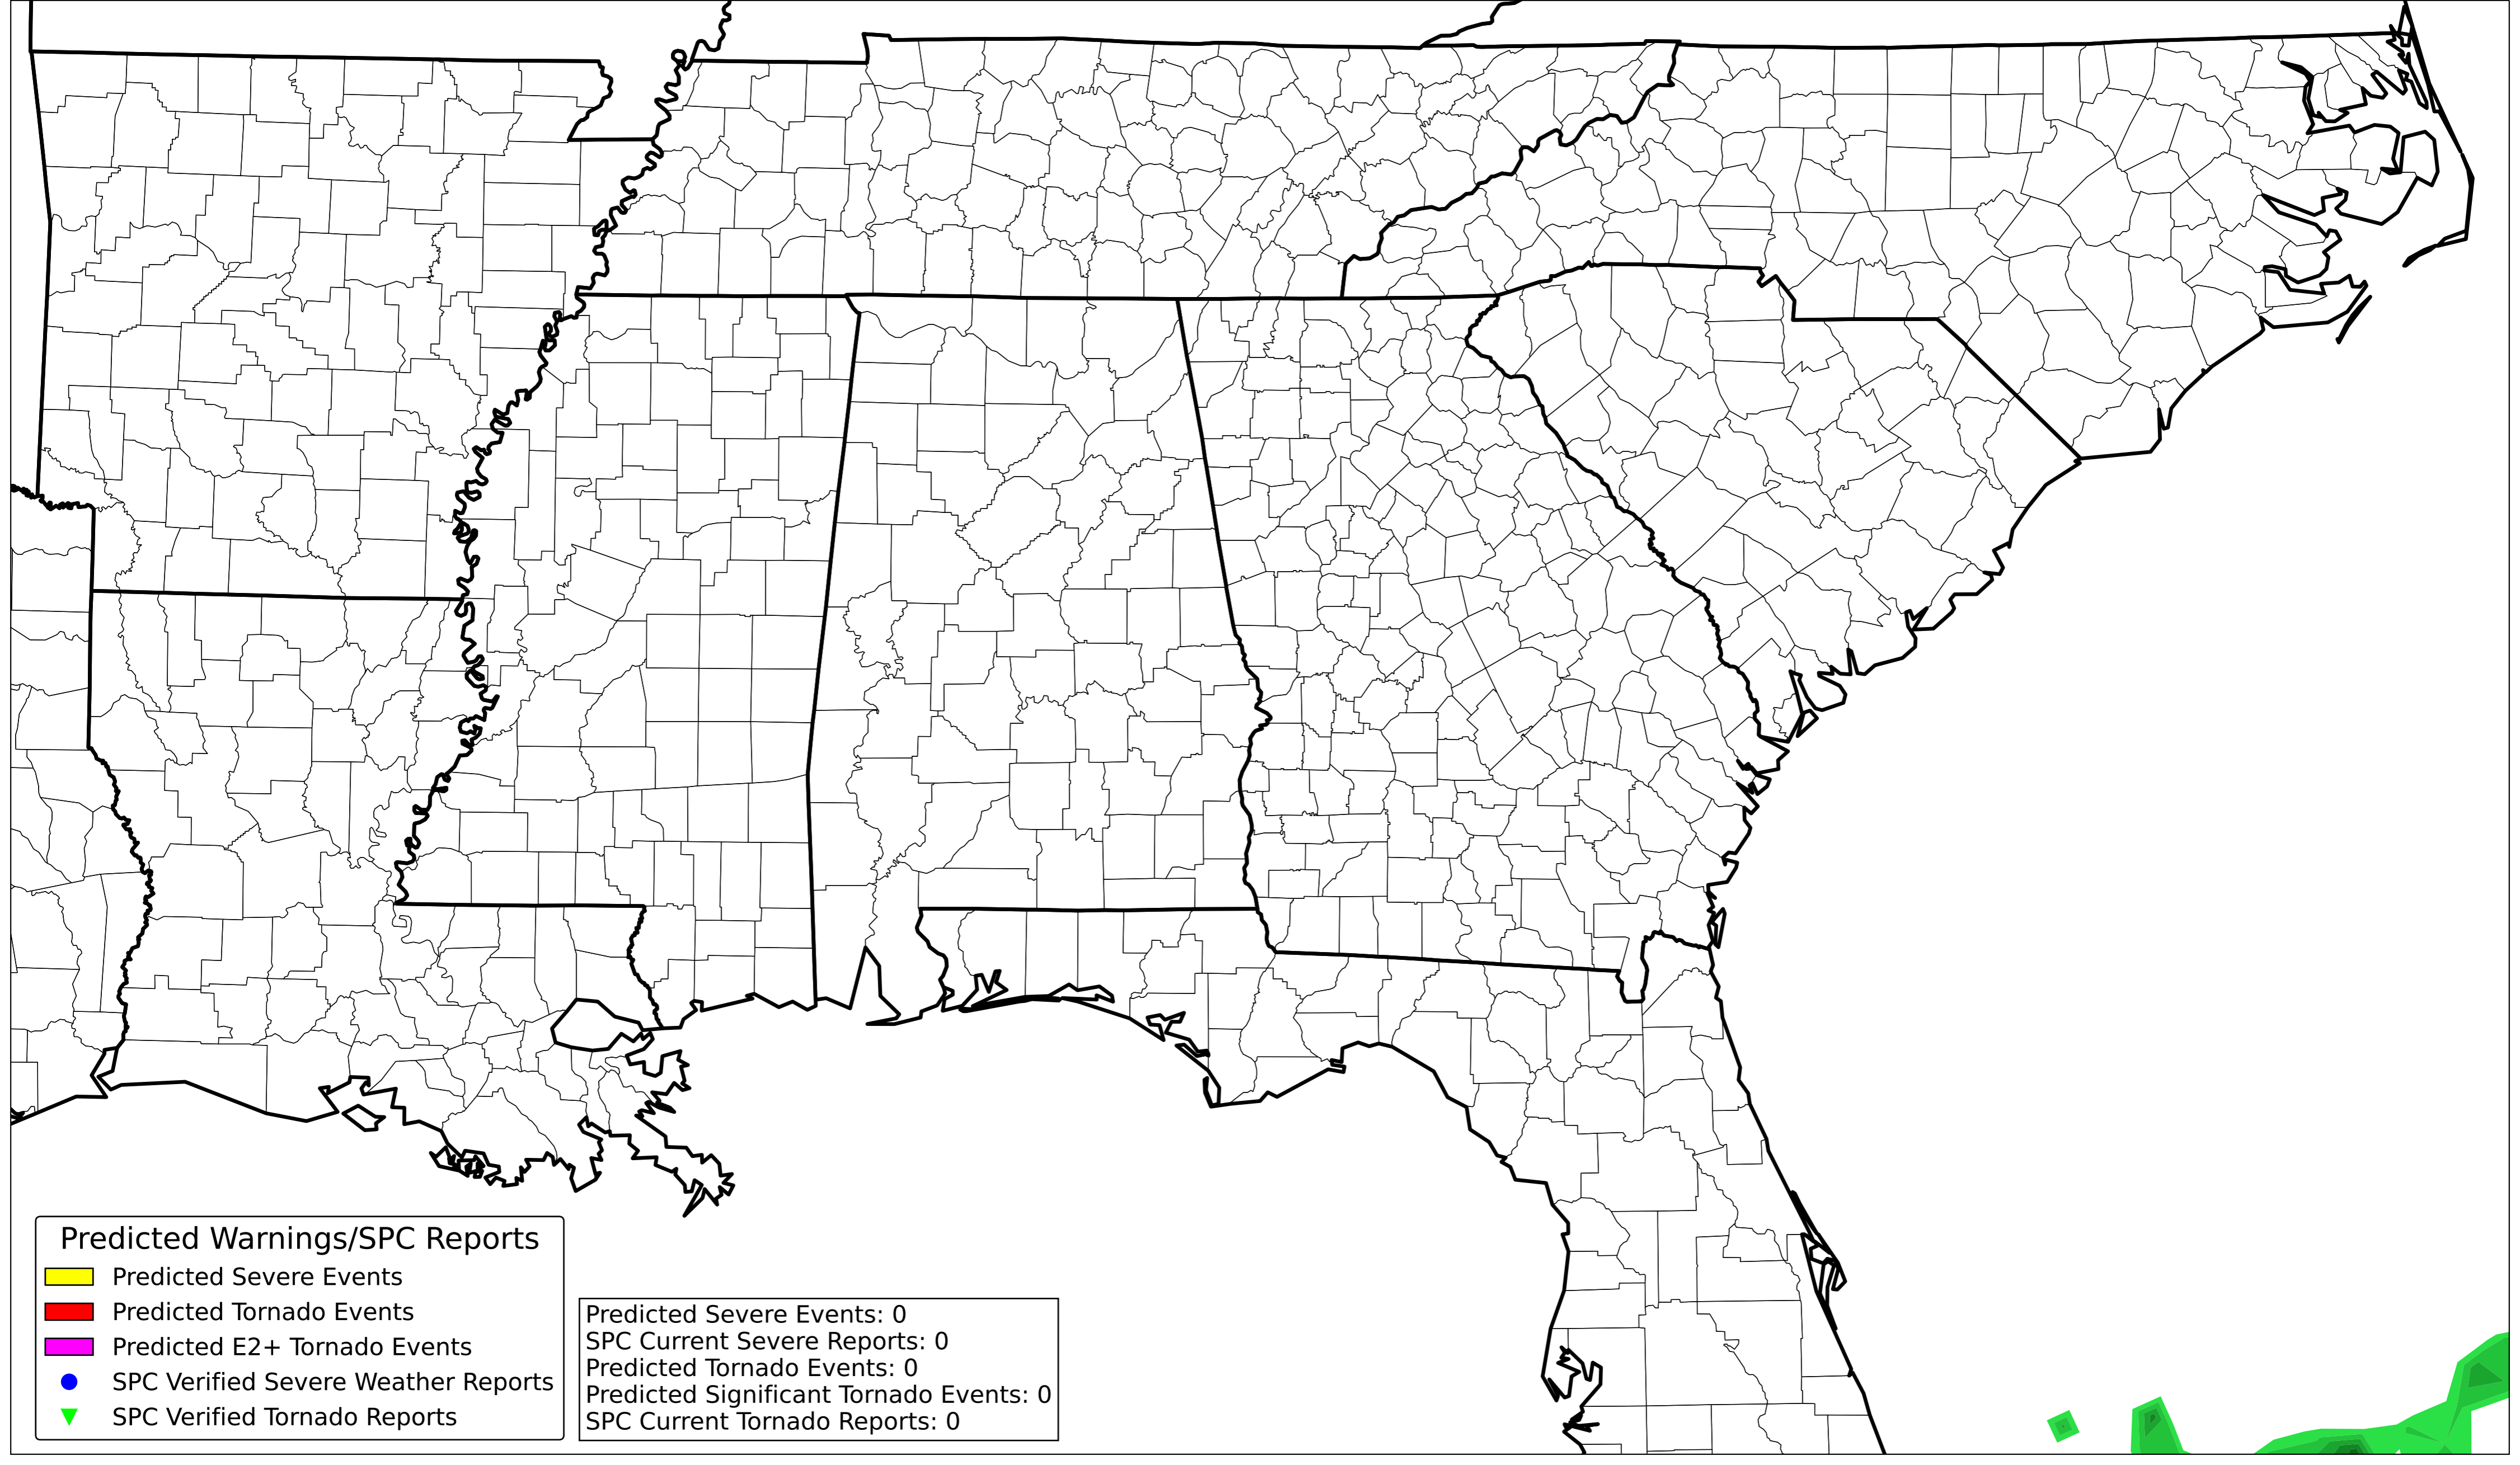 Predicted Warnings/SPC Reports
Predicted Severe Events
Predicted Tornado Events
Predicted E2+ Tornado Events
SPC Verified Severe Weather Reports
SPC Verified Tornado Reports
Predicted Severe Events: 0
SPC Current Severe Reports: 0
Predicted Tornado Events: 0
Predicted Significant Tornado Events: 0
SPC Current Tornado Reports: 0